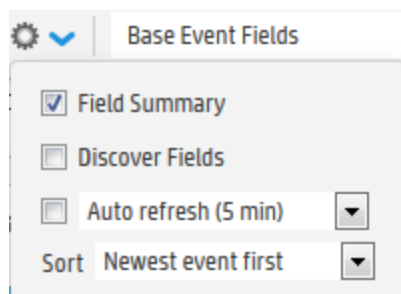 Base Event Fields
Field Summary
Discover Fields
Auto refresh (5 min)
Sort Newest event first